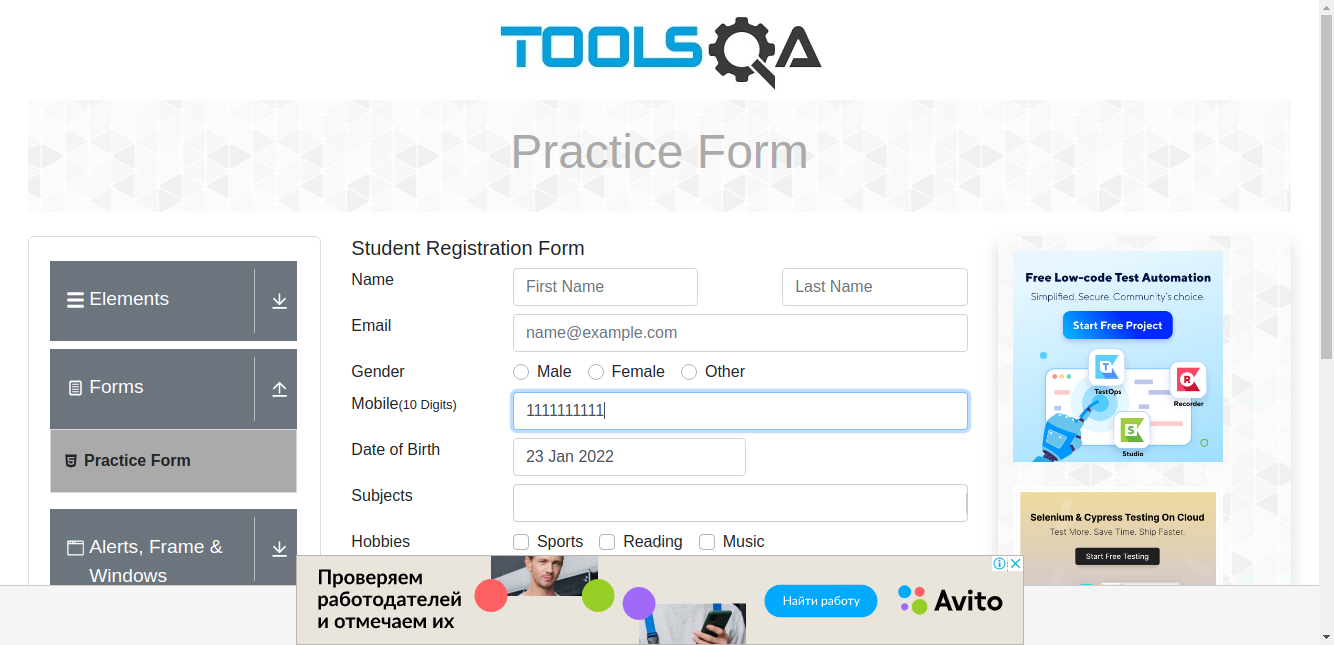 TOOLSQA
Practice Form
Elements
Forms
Practice Form
Alerts, Frame &
Windows
Student Registration Form
Name
First Name
Last Name
Email
name@example.com
Gender
Male
Female
Other
Mobile(10 Digits)
1111111111
Date of Birth
23 Jan 2022
Subjects
Hobbies
Sports
Reading
Music
Free Low-code Test Automation
Simplified. Secure. Community's choice.
Start Free Project
T
TestOps
R
Recorder
S
Studio
Selenium & Cypress Testing On Cloud
Test More. Save Time. Ship Faster.
Start Free Testing
Проверяем
работодателей
и отмечаем их
Найти работу
Avito